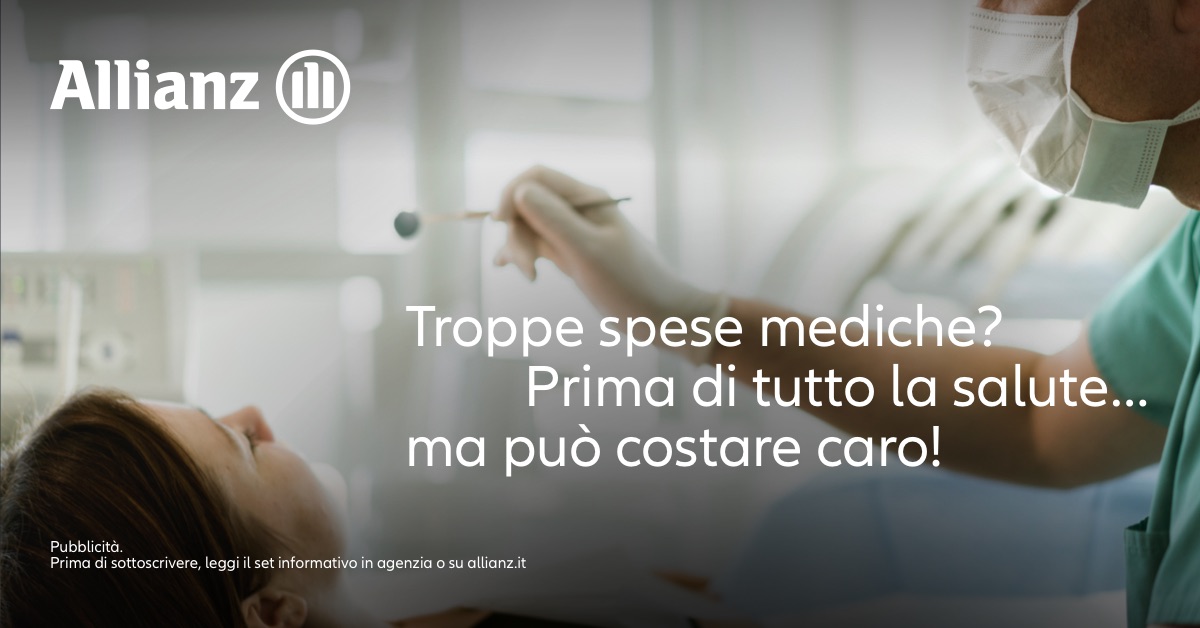 Allianz
Troppe spese mediche?
Prima di tutto la salute...
ma può costare caro!
Pubblicità.
Prima di sottoscrivere, leggi il set informativo in agenzia o su allianz.it